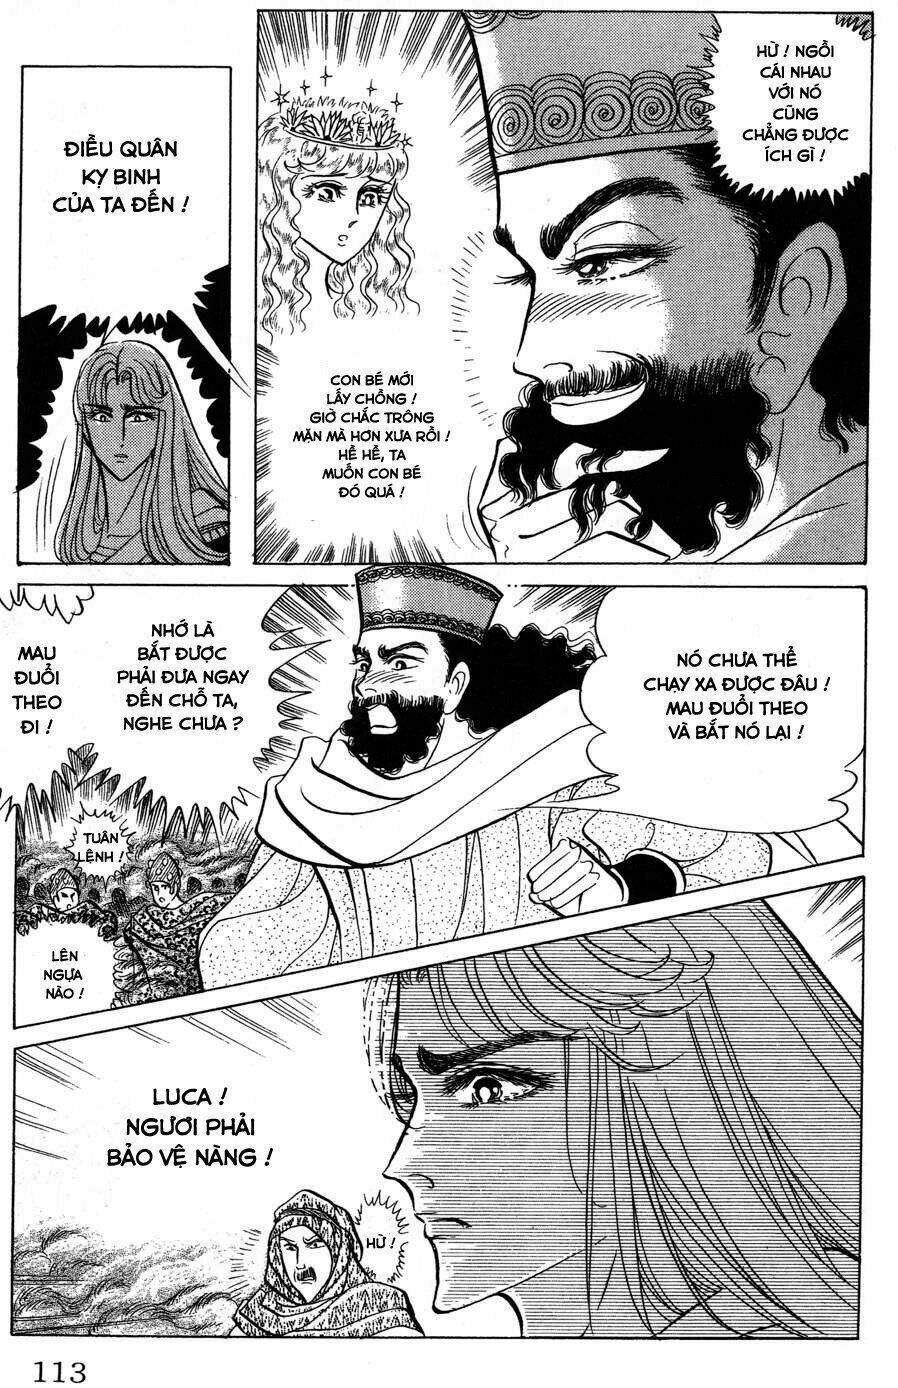 HỪ ! NGỒI
CÁI NHAU
VỚI NÓ
CŨNG
CHẲNG ĐƯỢC
ÍCH GÌ !
ĐIỀU QUÂN
KỴ BINH
CỦA TA ĐẾN !
CON BÉ MỚI
LẤY CHỒNG !
GIỜ CHẮC TRÔNG
MẶN MÀ HƠN XƯA RỒI !
HỀ HỀ, TA
MUỐN CON BÉ
ĐÓ QUÁ !
NÓ CHƯA THỂ
CHẠY XA ĐƯỢC ĐÂU !
MAU ĐUỔI THEO
VÀ BẮT NÓ LẠI !
NHỚ LÀ
BẮT ĐƯỢC
PHẢI ĐƯA NGAY
ĐẾN CHỖ TA,
NGHE CHƯA ?
MAU
ĐUỔI
THEO
ĐI !
TUÂN
LỆNH !
LÊN
NGỰA
NÀO !
LUCA !
NGƯƠI PHẢI
BẢO VỆ NÀNG !
HỪ !
113